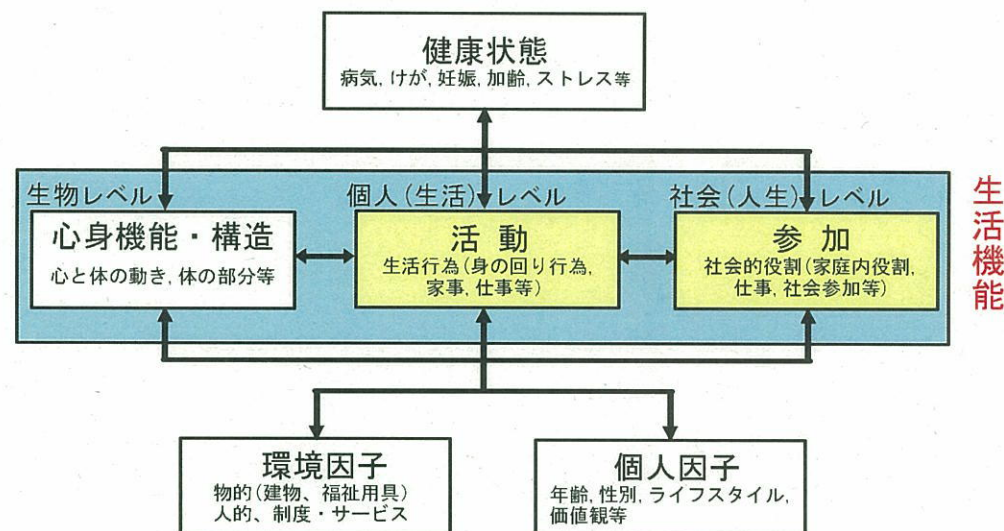 健康状態
病気, けが, 妊娠, 加齢, ストレス等
生物レベル
個人(生活)レベル
社会(人生)レベル
心身機能・構造
心と体の動き, 体の部分等
活 動
生活行為(身の回り行為,
家事, 仕事等)
参 加
社会的役割(家庭内役割,
仕事, 社会参加等)
生活機能
環境因子
物的(建物、福祉用具)
人的、制度・サービス
個人因子
年齢, 性別, ライフスタイル,
価値観等